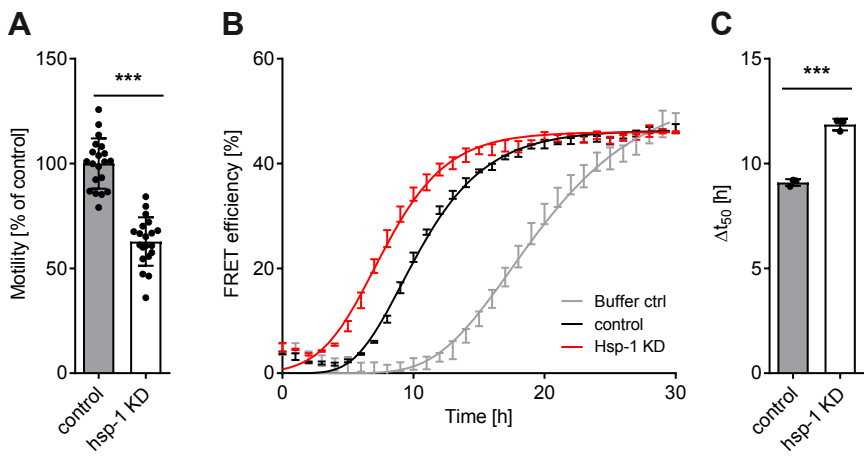 A
B
C
Motility [% of control]
150
100
50
0
***
control
hsp-1 KD
FRET efficiency [%]
60
40
20
0
Buffer ctrl
control
Hsp-1 KD
0
10
20
30
Time [h]
Δt50 [h]
15
10
5
0
***
control
hsp-1 KD